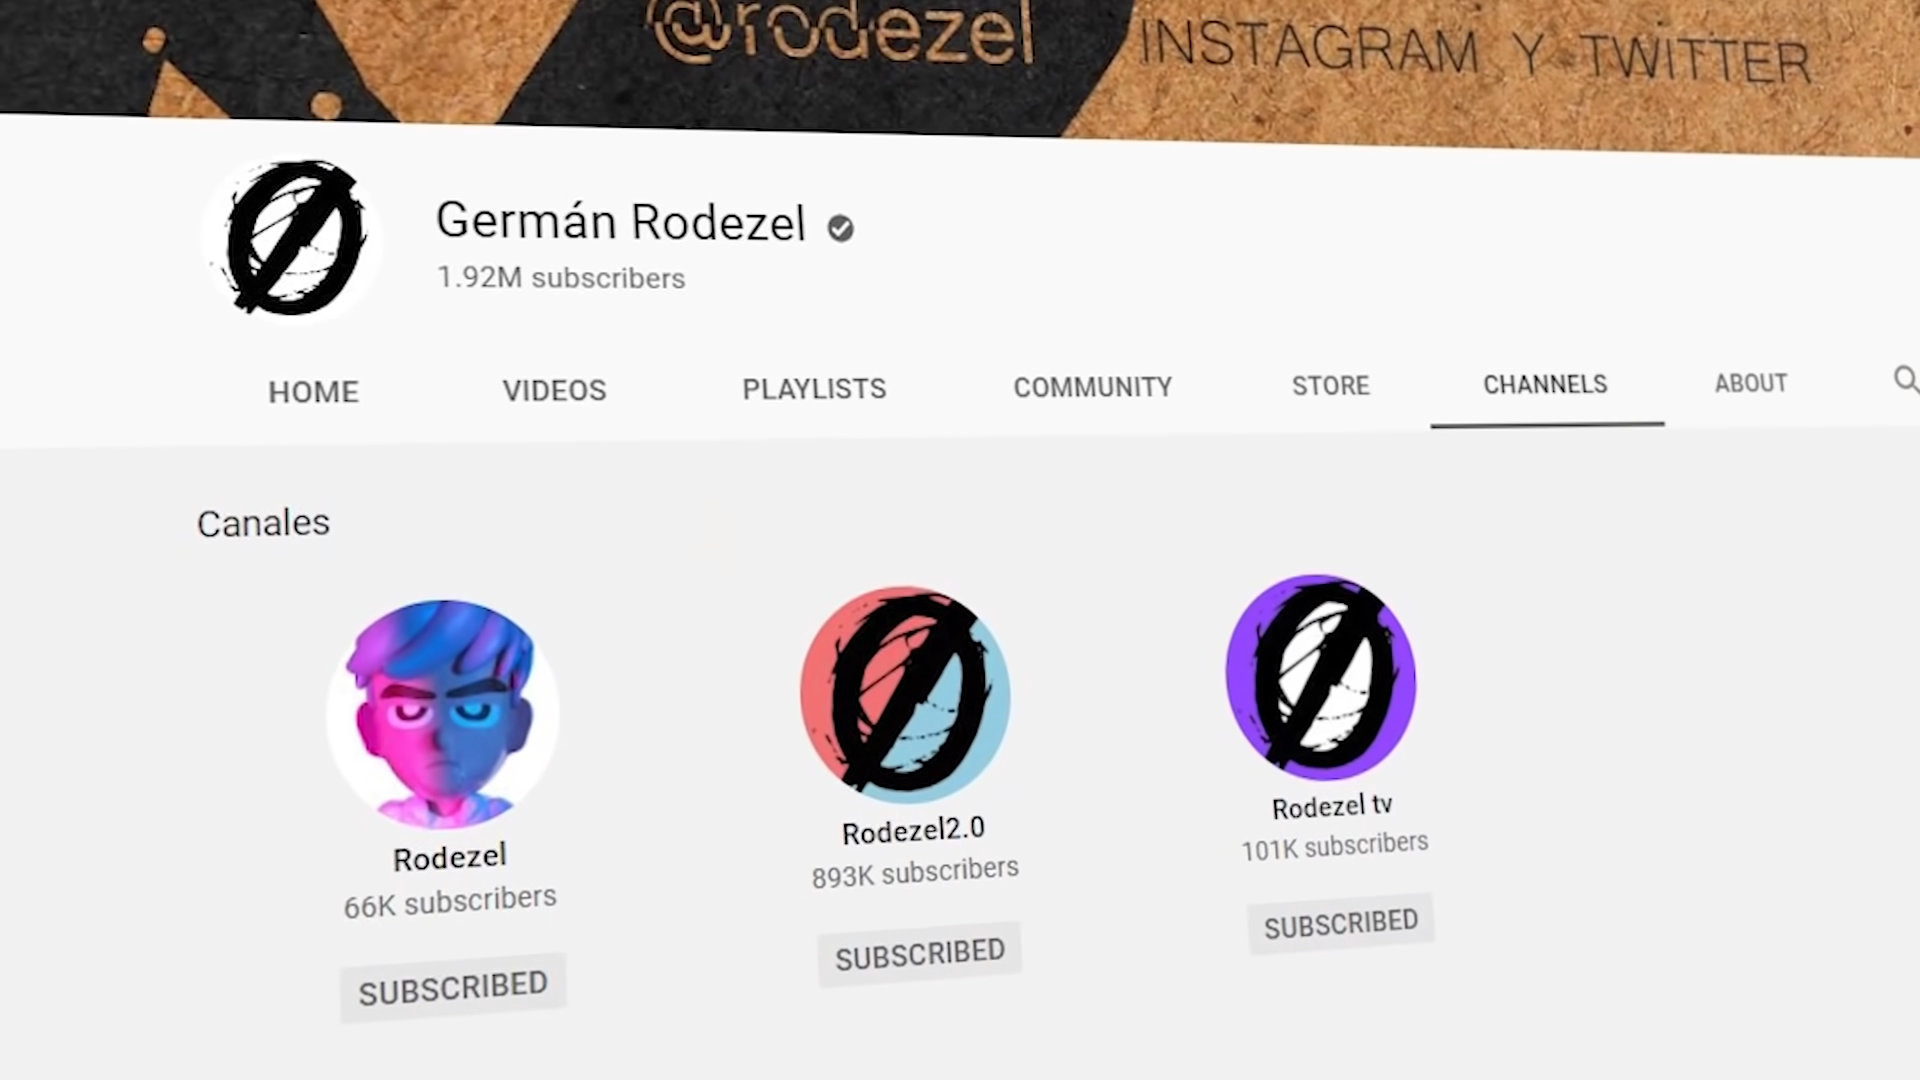 @rodezel
INSTAGRAM Y TWITTER
Germán Rodezel
1.92M subscribers
HOME VIDEOS PLAYLISTS COMMUNITY STORE CHANNELS ABOUT
Canales
Rodezel Rodezel2.0 Rodezel tv
66K subscribers 893K subscribers 101K subscribers
SUBSCRIBED SUBSCRIBED SUBSCRIBED